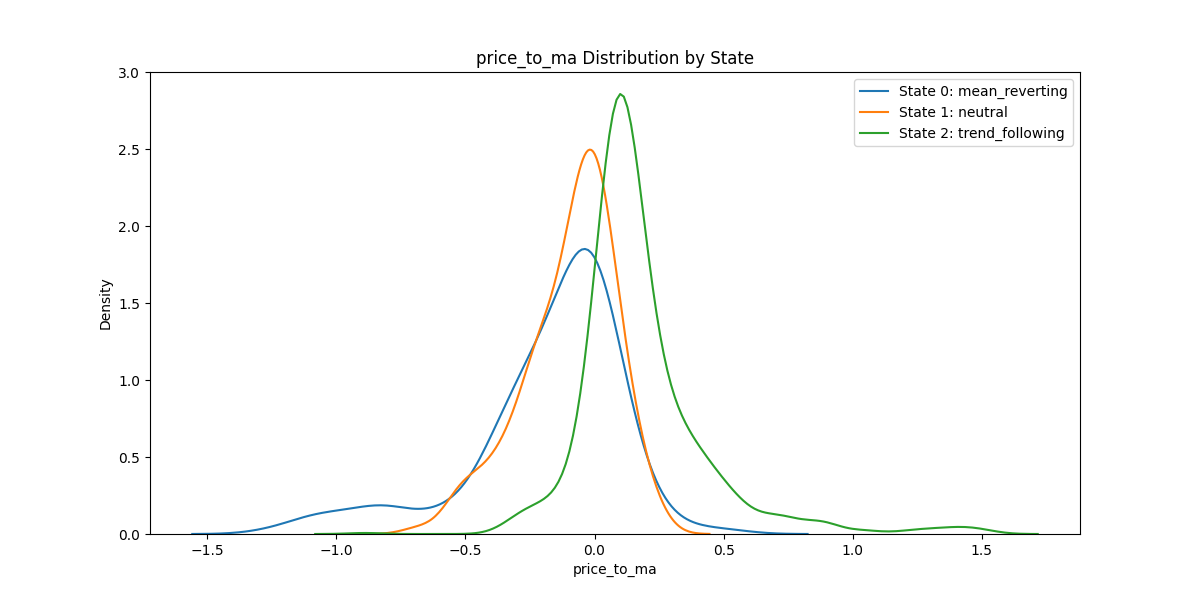 price_to_ma Distribution by State
State 0: mean_reverting
State 1: neutral
State 2: trend_following
3.0
2.5
2.0
1.5
1.0
0.5
0.0
Density
−1.5 −1.0 −0.5 0.0 0.5 1.0 1.5
price_to_ma